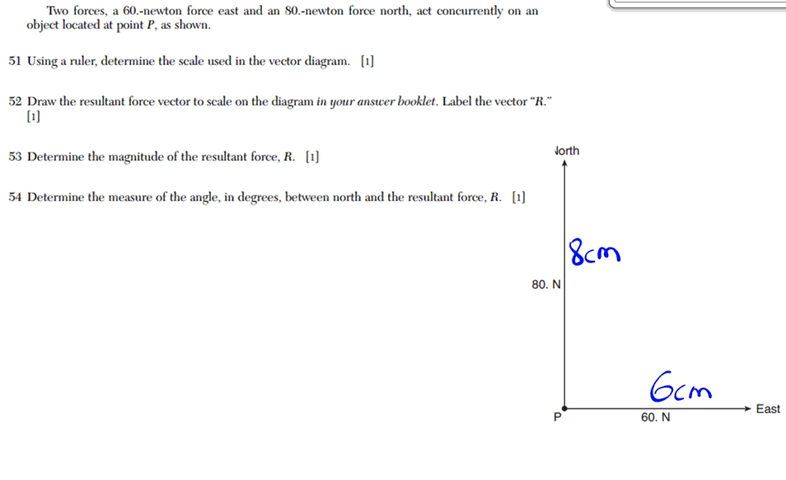 Two forces, a 60.-newton force east and an 80.-newton force north, act concurrently on an
object located at point P, as shown.
51 Using a ruler, determine the scale used in the vector diagram. [1]
52 Draw the resultant force vector to scale on the diagram in your answer booklet. Label the vector “R.”
[1]
53 Determine the magnitude of the resultant force, R. [1]
54 Determine the measure of the angle, in degrees, between north and the resultant force, R. [1]
North
8cm
80. N
6cm
East
P
60. N